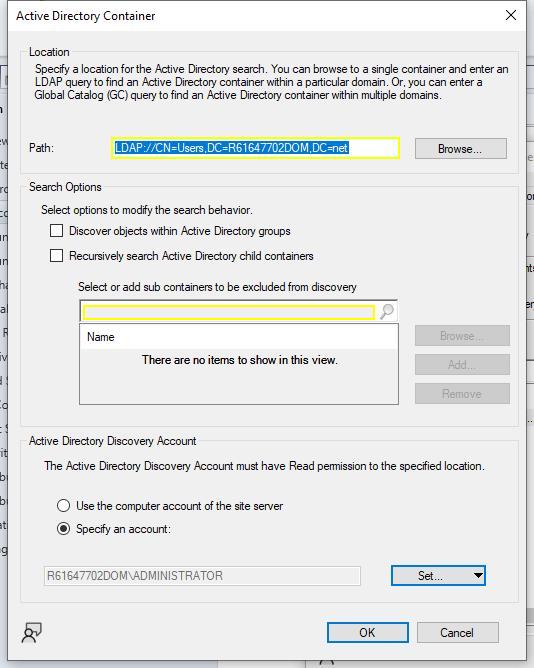 Active Directory Container
Location
Specify a location for the Active Directory search. You can browse to a single container and enter an
LDAP query to find an Active Directory container within a particular domain. Or, you can enter a
Global Catalog (GC) query to find an Active Directory container within multiple domains.
Path:
LDAP://CN=Users,DC=R61647702DOM,DC=net
Browse...
Search Options
Select options to modify the search behavior.
Discover objects within Active Directory groups
Recursively search Active Directory child containers
Select or add sub containers to be excluded from discovery
Name
There are no items to show in this view.
Browse...
Add...
Remove
Active Directory Discovery Account
The Active Directory Discovery Account must have Read permission to the specified location.
Use the computer account of the site server
Specify an account:
R61647702DOM\ADMINISTRATOR
Set...
OK
Cancel